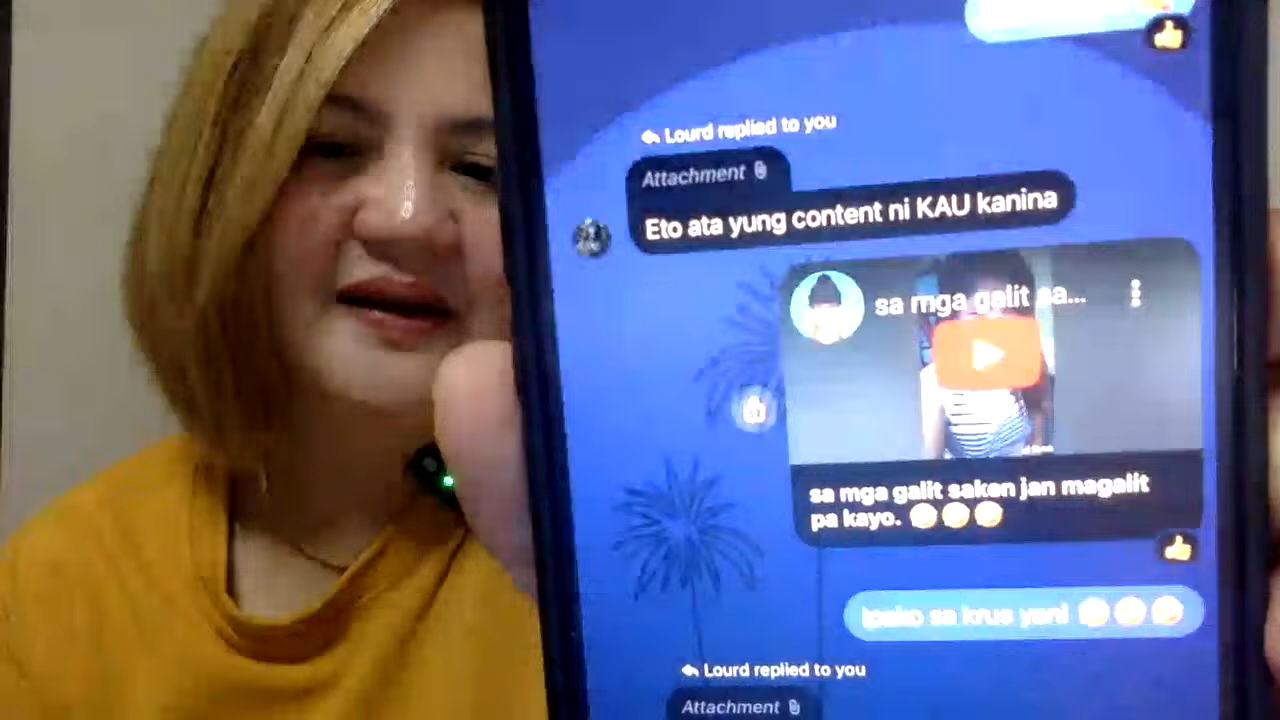 Lourd replied to you
Attachment
Eto ata yung content ni KAU kanina
sa mga galit sa...
sa mga galit saken jan magalit
pa kayo. 🤣🤣🤣
ipako sa krus yan! 🤣🤣🤣
Lourd replied to you
Attachment